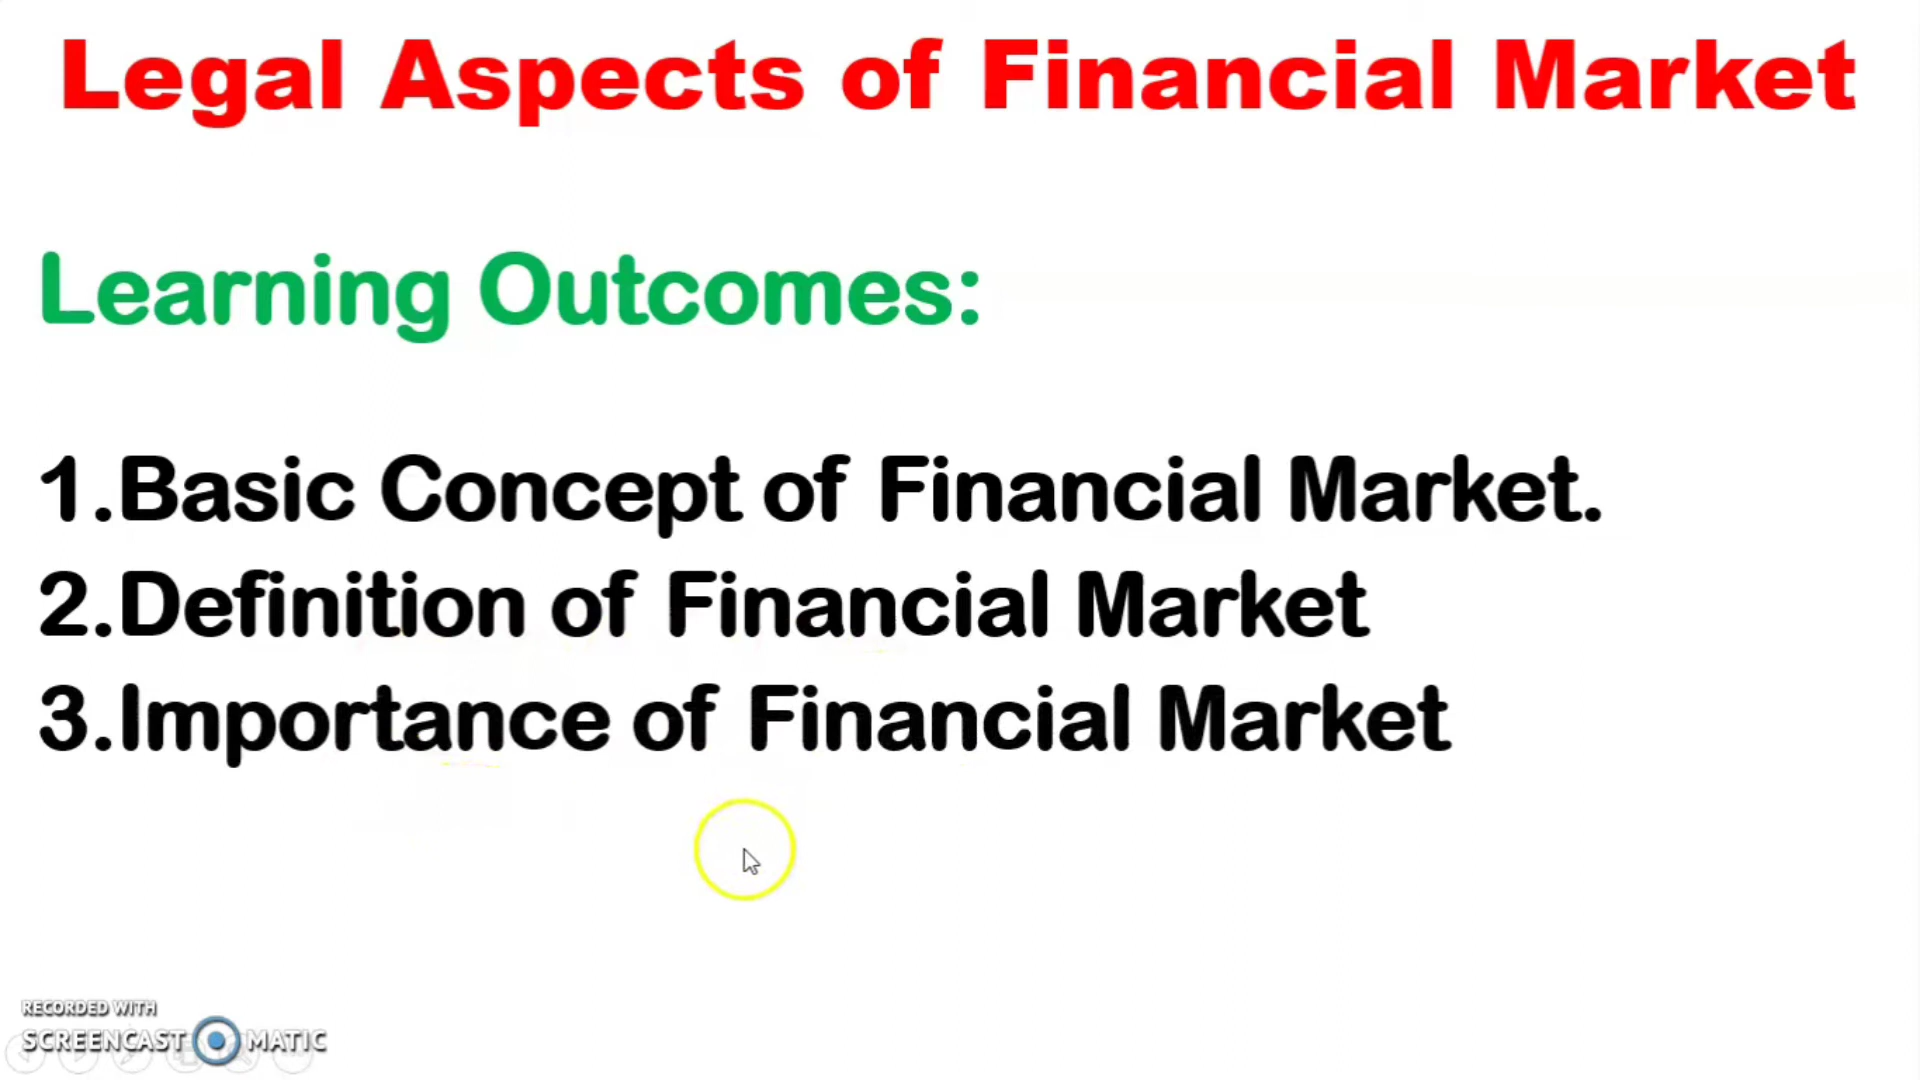 Legal Aspects of Financial Market
Learning Outcomes:
1.Basic Concept of Financial Market.
2.Definition of Financial Market
3.Importance of Financial Market
RECORDED WITH
SCREENCAST MATIC